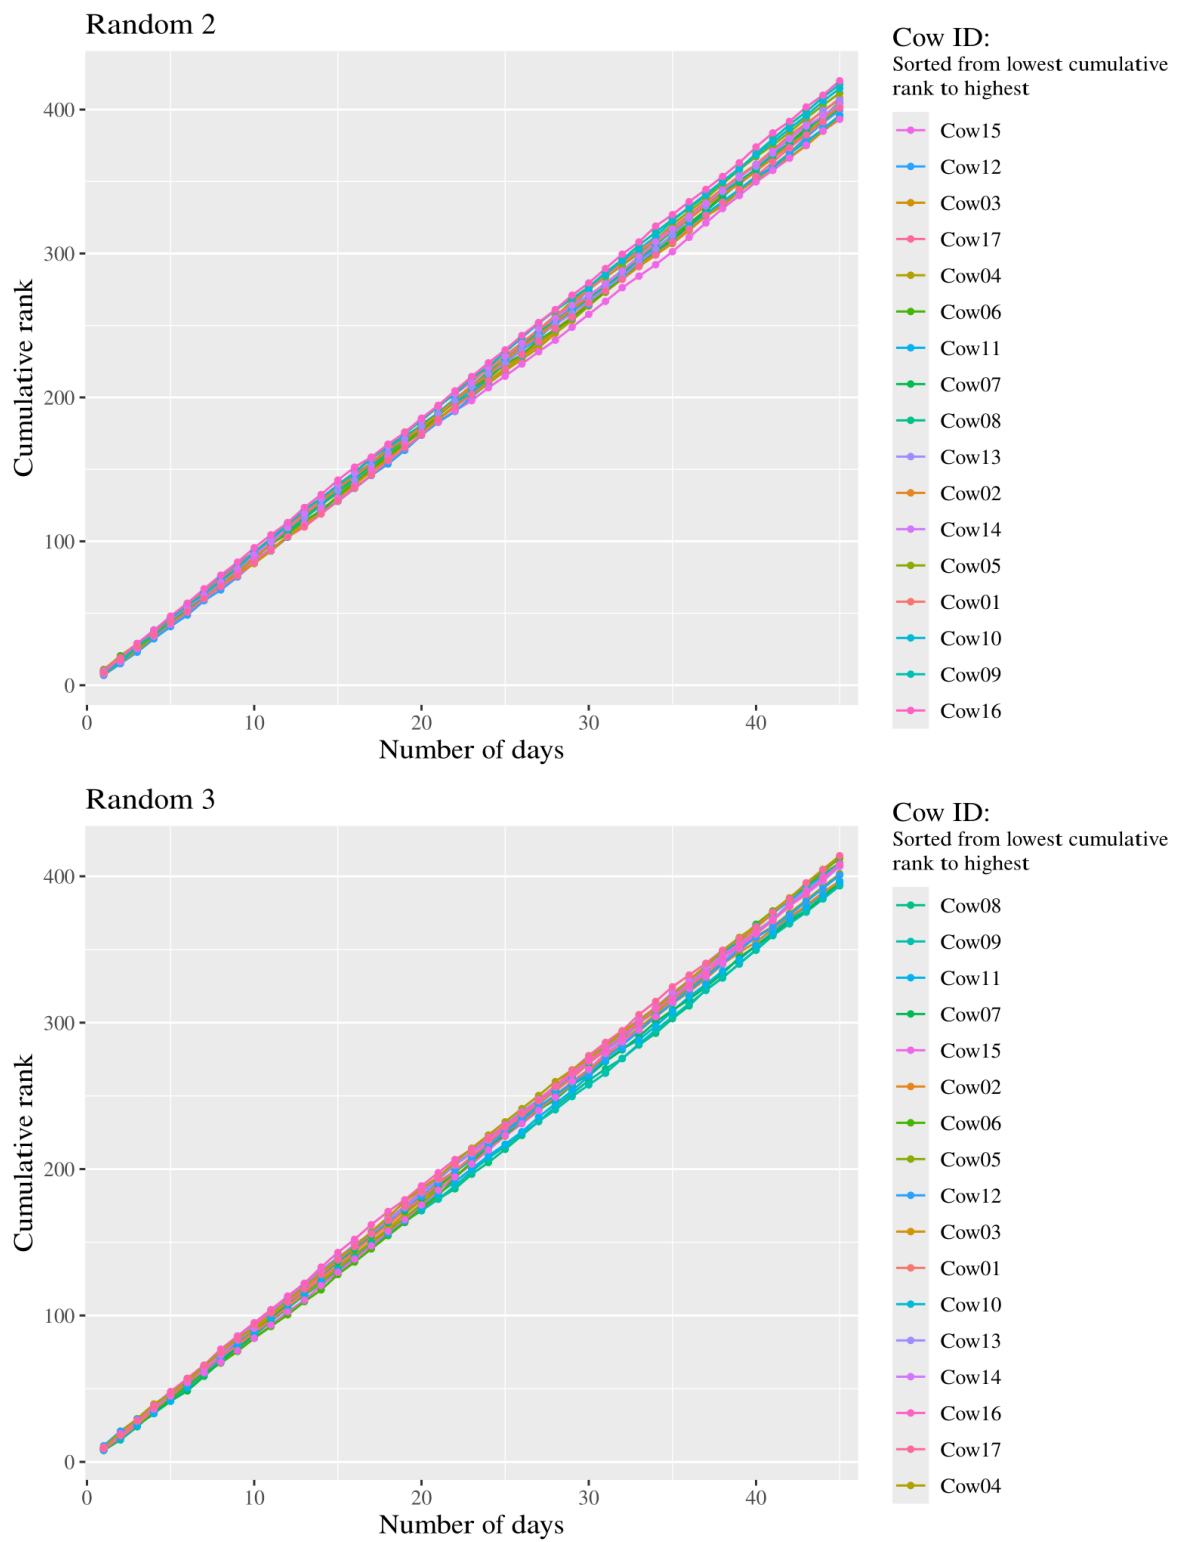 Random 2
Cow ID:
Sorted from lowest cumulative
rank to highest
Cow15
Cow12
Cow03
Cow17
Cow04
Cow06
Cow11
Cow07
Cow08
Cow13
Cow02
Cow14
Cow05
Cow01
Cow10
Cow09
Cow16
Cumulative rank
400
300
200
100
0
0 10 20 30 40
Number of days
Random 3
Cow ID:
Sorted from lowest cumulative
rank to highest
Cow08
Cow09
Cow11
Cow07
Cow15
Cow02
Cow06
Cow05
Cow12
Cow03
Cow01
Cow10
Cow13
Cow14
Cow16
Cow17
Cow04
Cumulative rank
400
300
200
100
0
0 10 20 30 40
Number of days